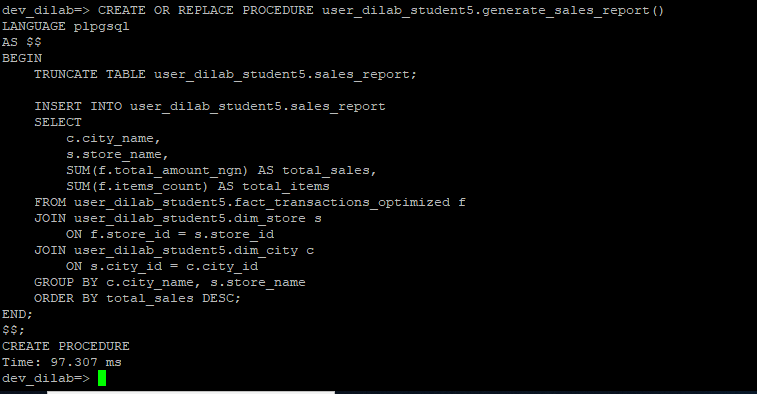 dev_dilab=> CREATE OR REPLACE PROCEDURE user_dilab_student5.generate_sales_report()
LANGUAGE plpgsql
AS $$
BEGIN
    TRUNCATE TABLE user_dilab_student5.sales_report;

    INSERT INTO user_dilab_student5.sales_report
    SELECT
        c.city_name,
        s.store_name,
        SUM(f.total_amount_ngn) AS total_sales,
        SUM(f.items_count) AS total_items
    FROM user_dilab_student5.fact_transactions_optimized f
    JOIN user_dilab_student5.dim_store s
        ON f.store_id = s.store_id
    JOIN user_dilab_student5.dim_city c
        ON s.city_id = c.city_id
    GROUP BY c.city_name, s.store_name
    ORDER BY total_sales DESC;
END;
$$;
CREATE PROCEDURE
Time: 97.307 ms
dev_dilab=>